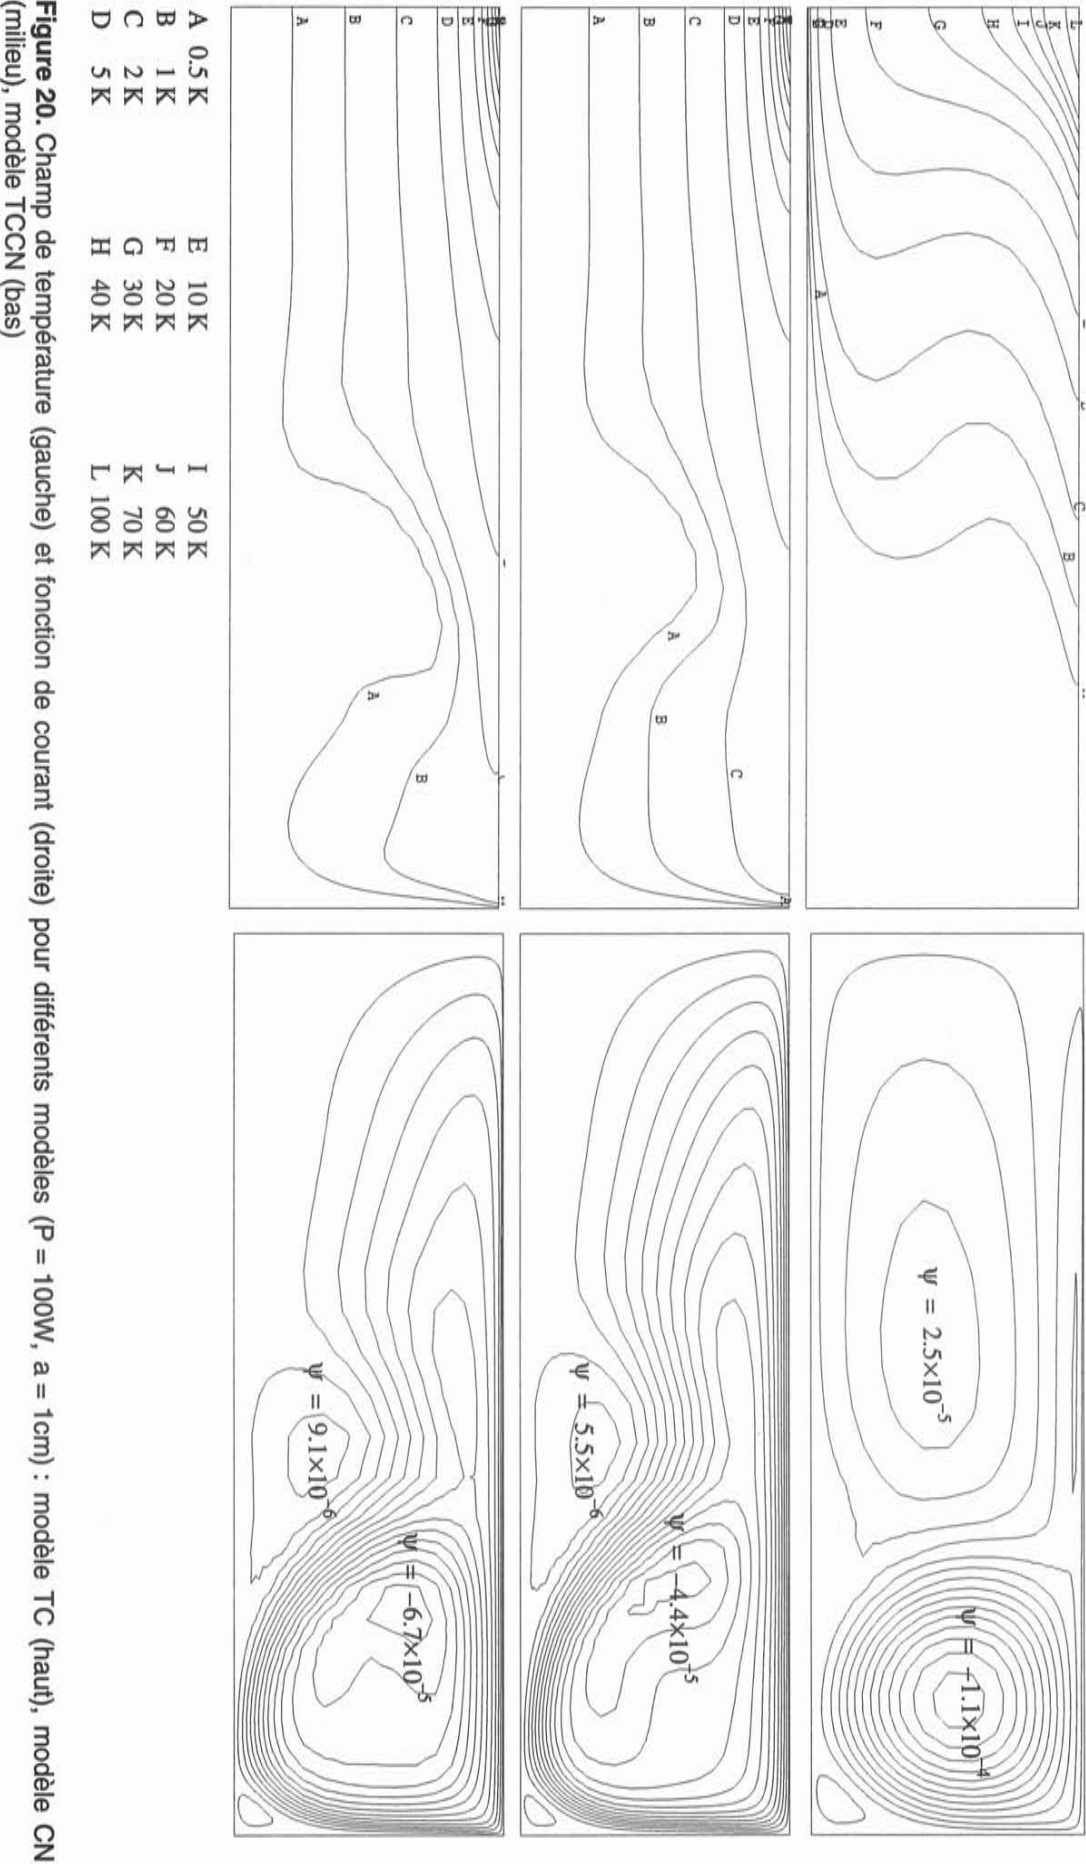 L
K
J
I
H
G
F
E
C
B
A
ψ = 2.5×10⁻⁵
ψ = −1.1×10⁻⁴
F
E
D
C
B
A
C
B
A
ψ = −4.4×10⁻⁵
ψ = 5.5×10⁻⁶
E
D
C
B
A
B
A
ψ = −6.7×10⁻⁵
ψ = 9.1×10⁻⁶
A 0.5 K E 10 K I 50 K
B 1 K F 20 K J 60 K
C 2 K G 30 K K 70 K
D 5 K H 40 K L 100 K
Figure 20. Champ de température (gauche) et fonction de courant (droite) pour différents modèles (P = 100W, a = 1cm) : modèle TC (haut), modèle CN
(milieu), modèle TCCN (bas)